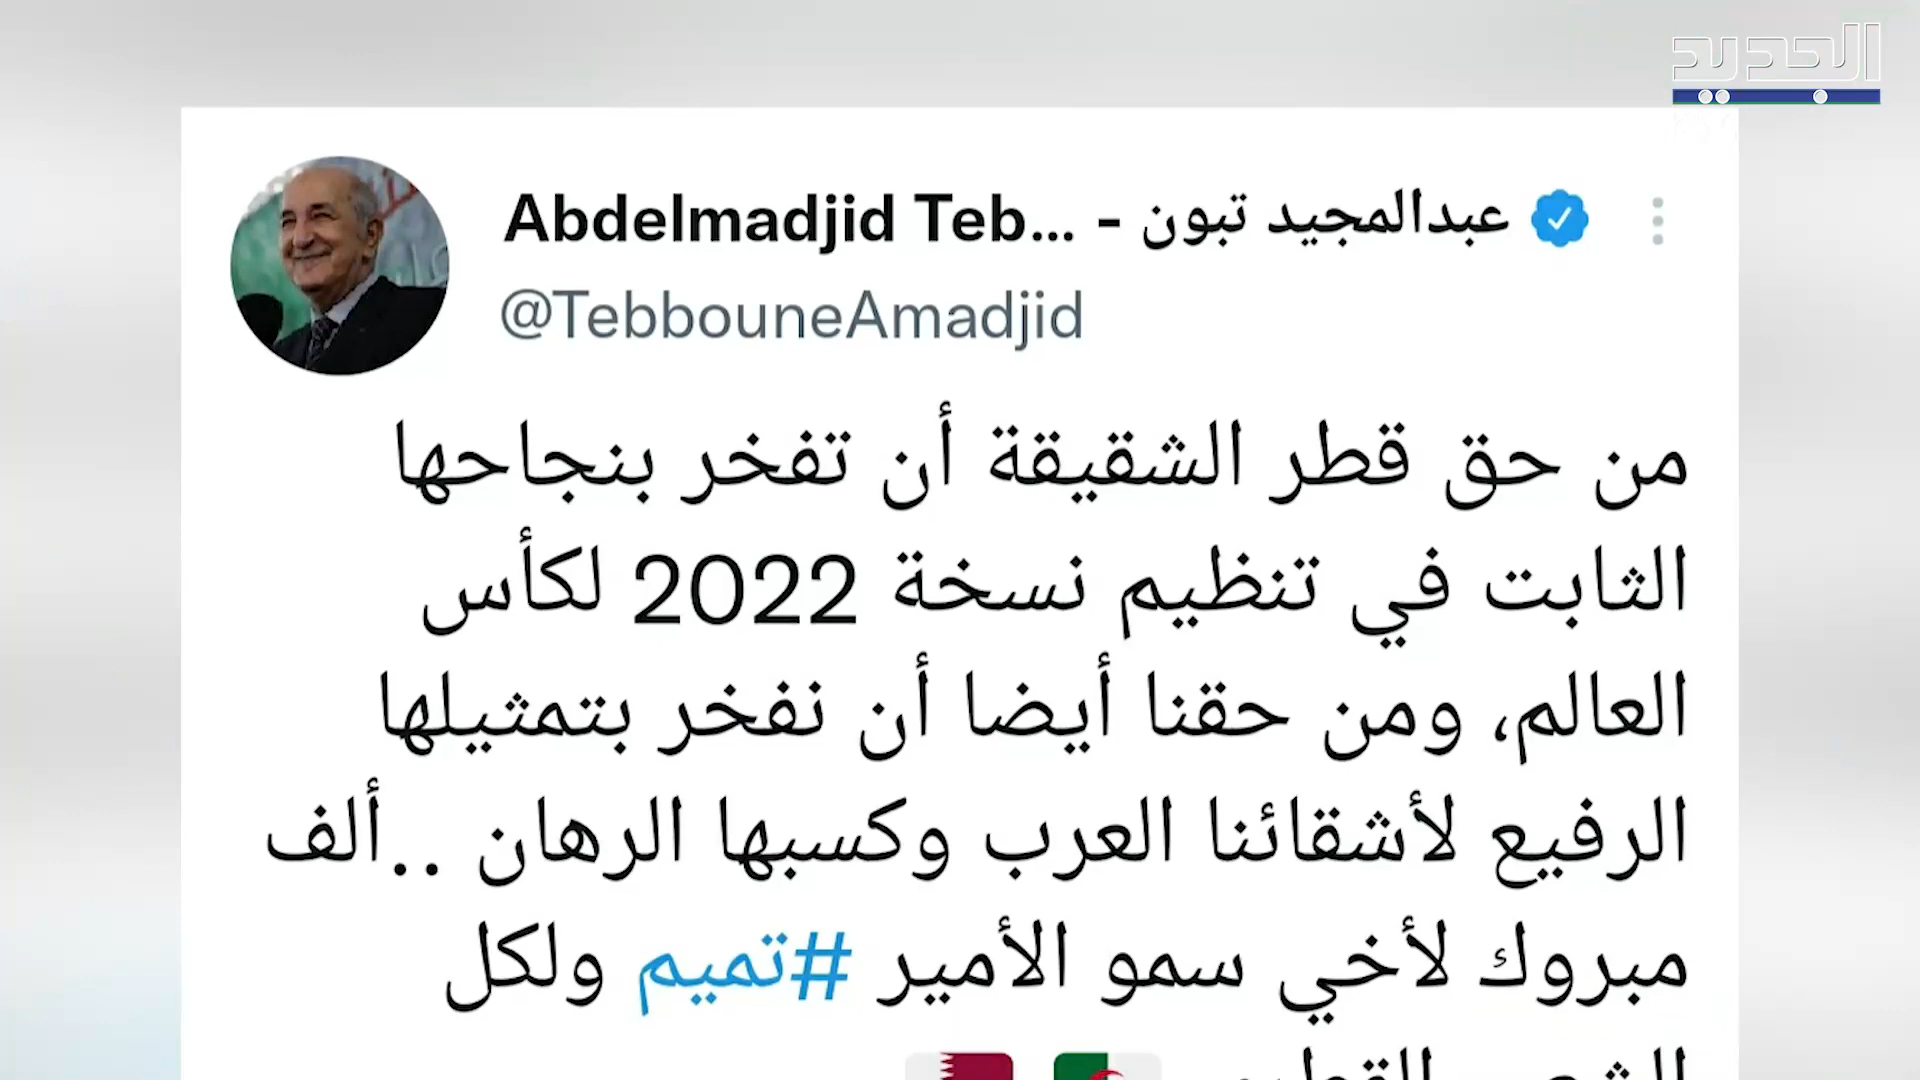 الجديد
Abdelmadjid Teb... - عبدالمجيد تبون
@TebbouneAmadjid
من حق قطر الشقيقة أن تفخر بنجاحها
الثابت في تنظيم نسخة 2022 لكأس
العالم، ومن حقنا أيضا أن نفخر بتمثيلها
الرفيع لأشقائنا العرب وكسبها الرهان ..ألف
مبروك لأخي سمو الأمير #تميم ولكل